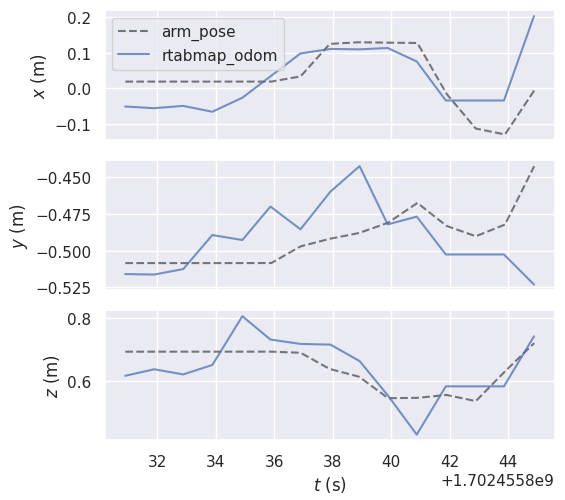 0.2
0.1
0.0
−0.1
x (m)
arm_pose
rtabmap_odom
−0.450
−0.475
−0.500
−0.525
y (m)
0.8
0.6
z (m)
32 34 36 38 40 42 44
t (s)
+1.7024558e9